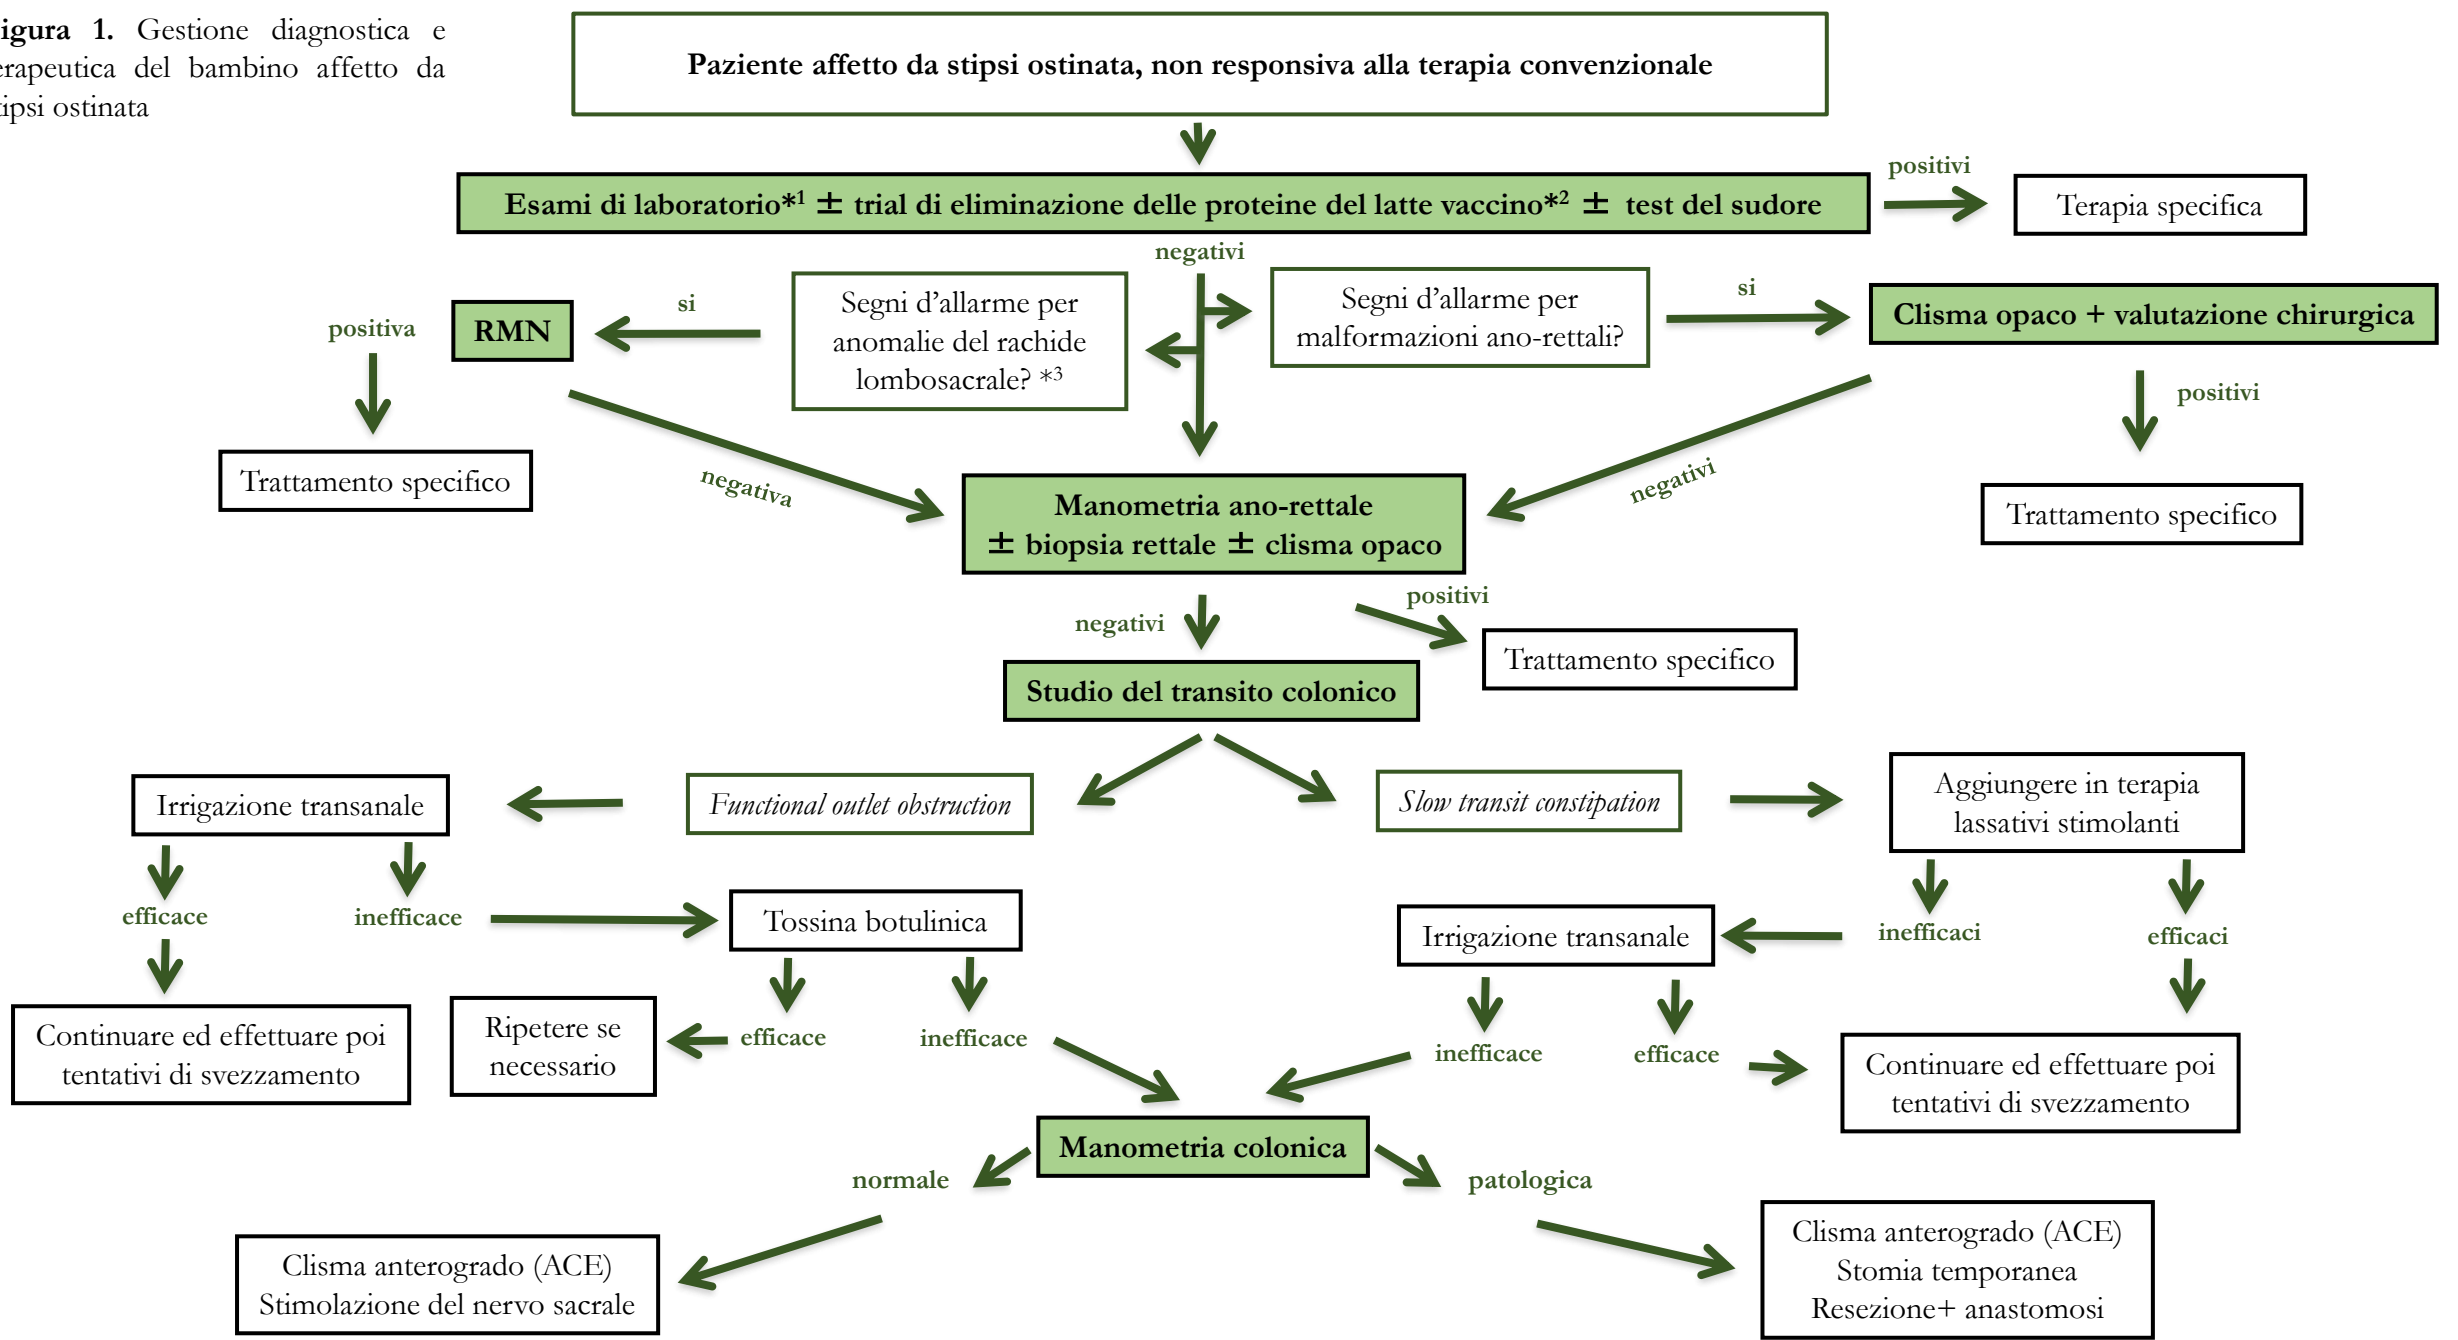 igura 1. Gestione diagnostica e
erapeutica del bambino affetto da
tipsi ostinata
Paziente affetto da stipsi ostinata, non responsiva alla terapia convenzionale
Esami di laboratorio*1 ± trial di eliminazione delle proteine del latte vaccino*2 ± test del sudore
positivi
Terapia specifica
negativi
Segni d'allarme per
anomalie del rachide
lombosacrale? *3
si
RMN
positiva
Trattamento specifico
negativa
Segni d'allarme per
malformazioni ano-rettali?
si
Clisma opaco + valutazione chirurgica
positivi
Trattamento specifico
negativi
Manometria ano-rettale
± biopsia rettale ± clisma opaco
negativi
positivi
Trattamento specifico
Studio del transito colonico
Functional outlet obstruction
Irrigazione transanale
efficace
inefficace
Continuare ed effettuare poi
tentativi di svezzamento
Tossina botulinica
efficace
inefficace
Ripetere se
necessario
Slow transit constipation
Aggiungere in terapia
lassativi stimolanti
inefficaci
efficaci
Irrigazione transanale
inefficace
efficace
Continuare ed effettuare poi
tentativi di svezzamento
Manometria colonica
normale
patologica
Clisma anterogrado (ACE)
Stimolazione del nervo sacrale
Clisma anterogrado (ACE)
Stomia temporanea
Resezione+ anastomosi